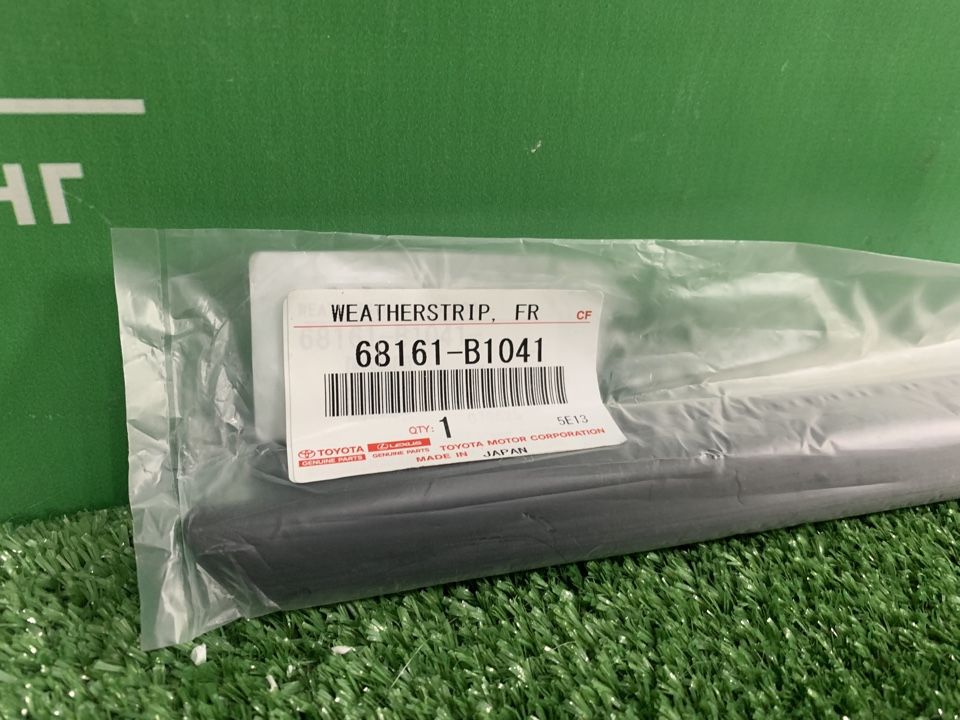 НГ
WEATHERSTRIP, FR CF
68161-B1041
QTY: 1 5E13
TOYOTA LEXUS TOYOTA MOTOR CORPORATION
GENUINE PARTS GENUINE PARTS MADE IN JAPAN